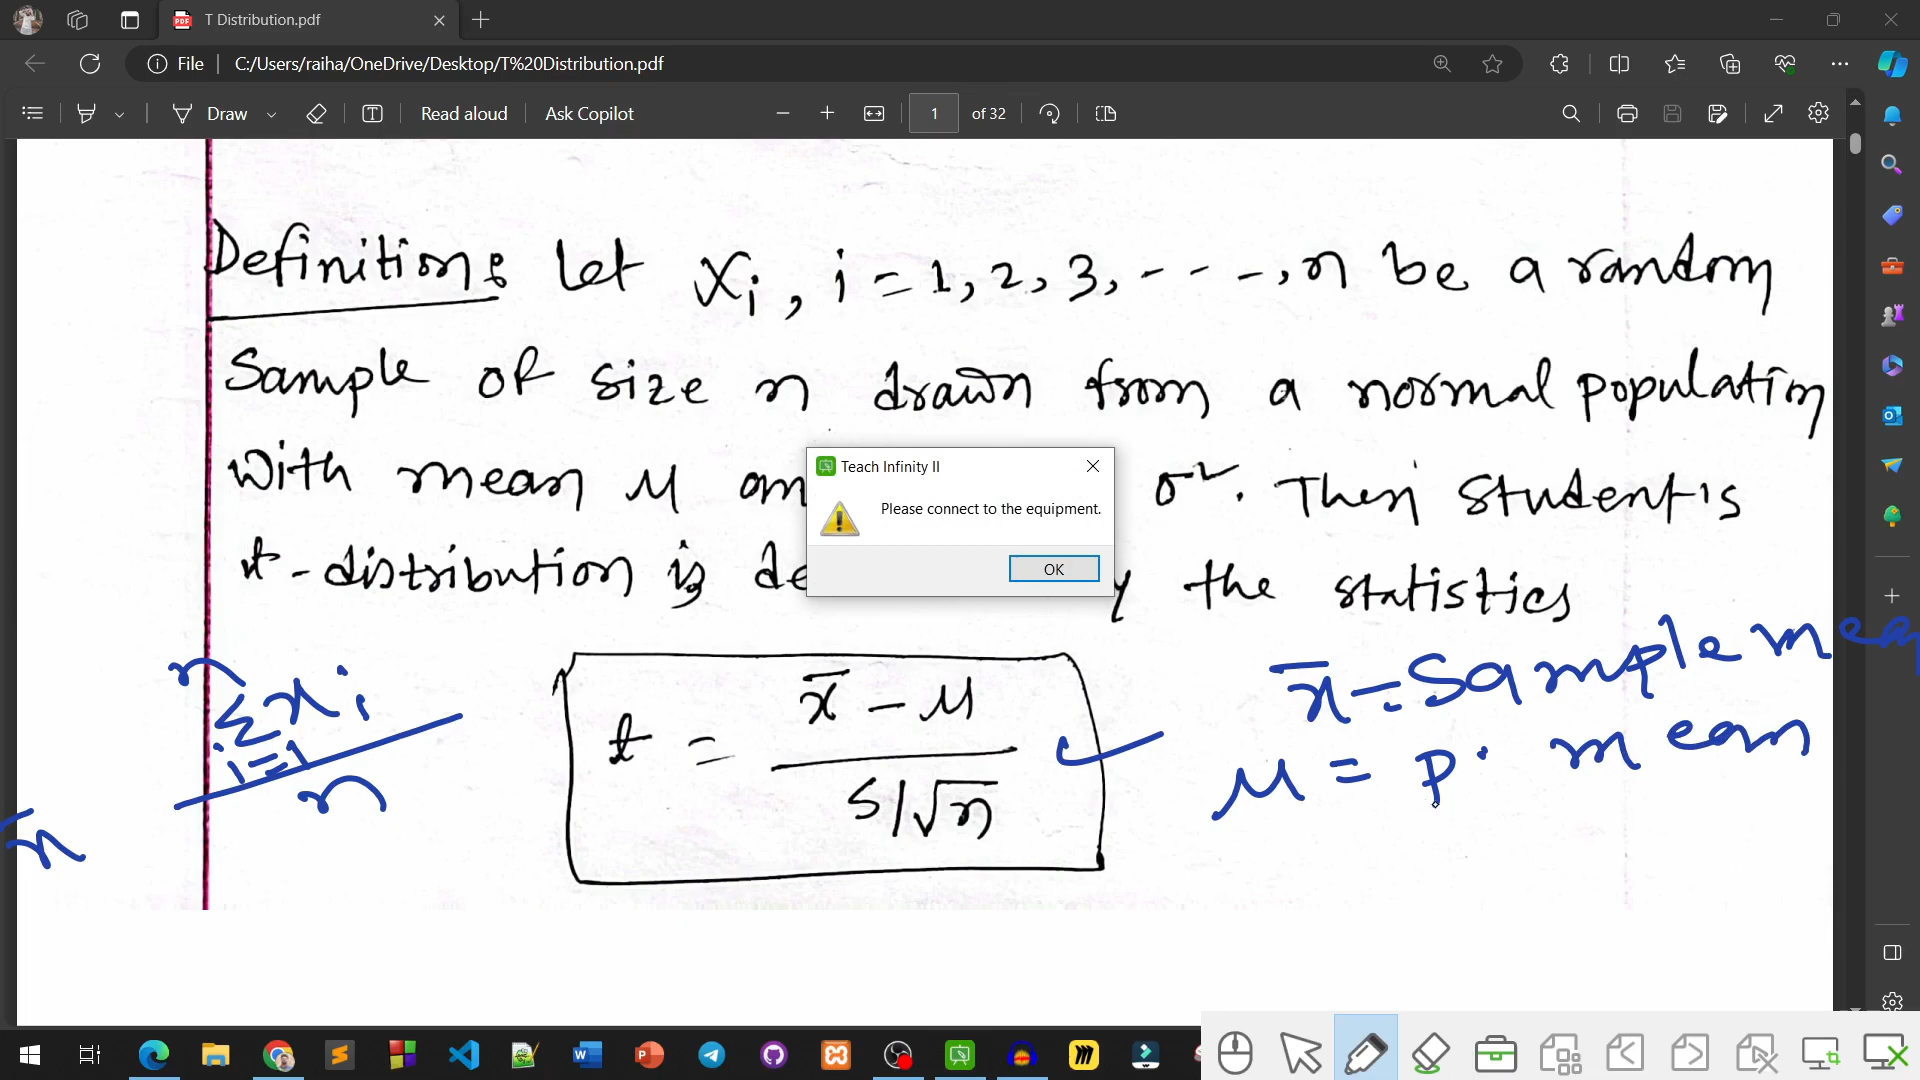 T Distribution.pdf
File C:/Users/raiha/OneDrive/Desktop/T%20Distribution.pdf
Draw Read aloud Ask Copilot 1 of 32
Definition: Let Xi, i = 1, 2, 3, - - - -, n be a random
Sample of size n drawn from a normal population
with mean μ σ². Then student's
t-distribution is the statistics
Teach Infinity II
Please connect to the equipment.
OK
t = x̄ - μ / S/√n
n Σ xi i=1 / n
x̄
x̄ = Sample mean
μ = P. mean